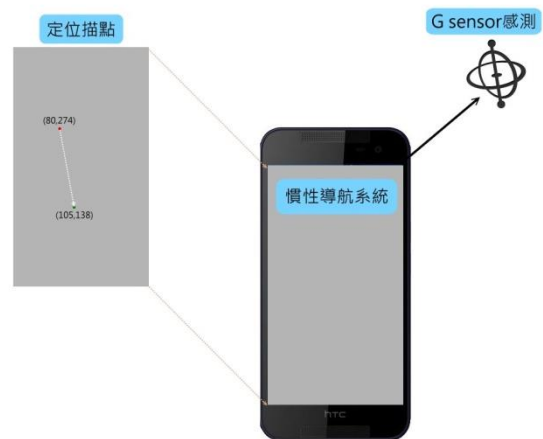 定位描點
G sensor感測
(80,274)
慣性導航系統
(105,138)
hTC